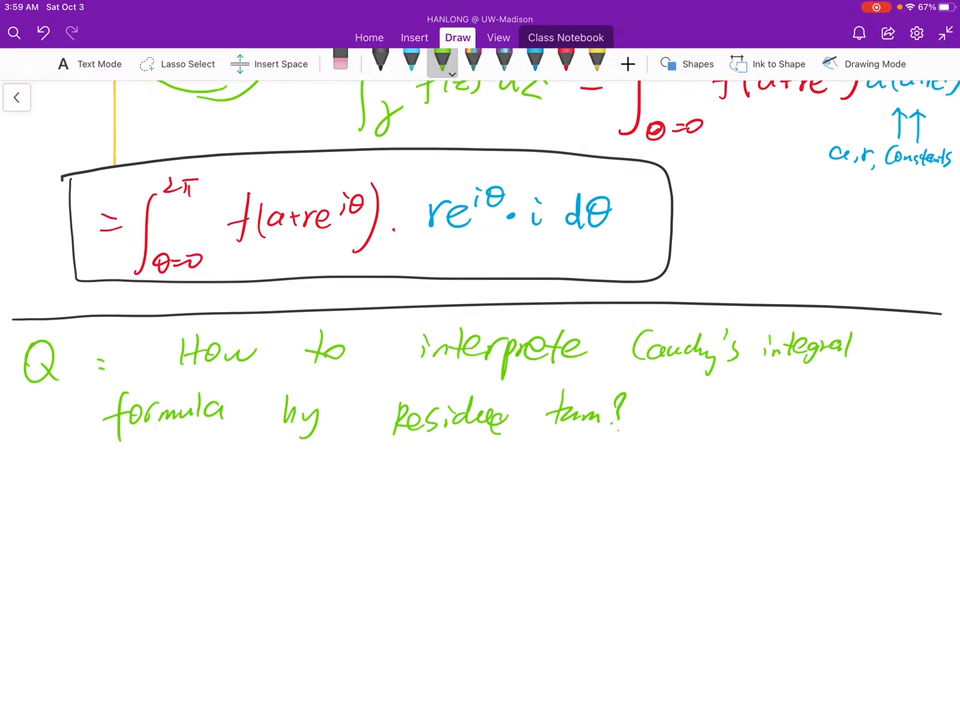 3:59 AM Sat Oct 3
67%
HANLONG @ UW-Madison
Home Insert Draw View Class Notebook
A Text Mode Lasso Select Insert Space Shapes Ink to Shape Drawing Mode
∫γ f(z) dz = ∫θ=0 f(a+re
a, r, Constants
= ∫θ=0^2π f(a+re^iθ) · re^iθ · i dθ
Q : How to interprete Cauchy's integral
formula by Residue